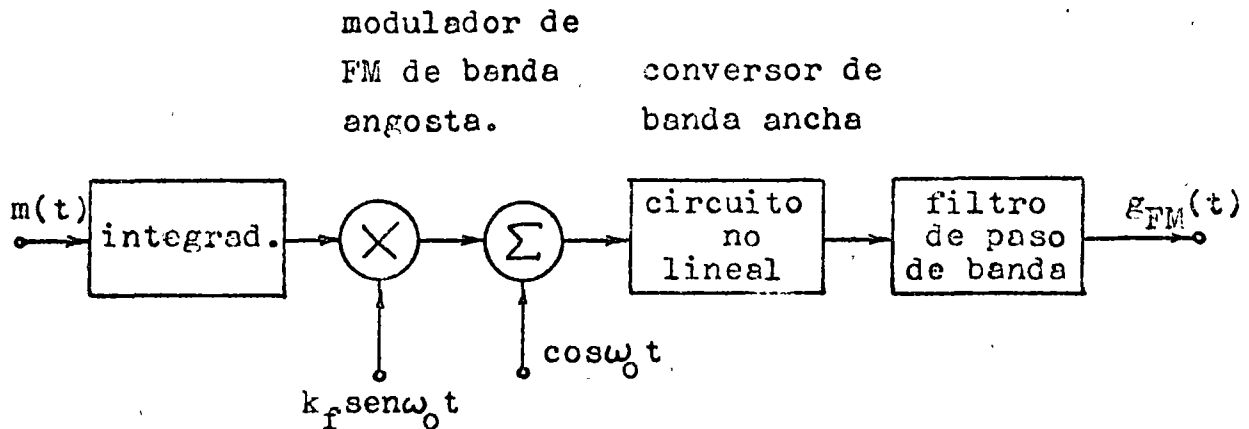 modulador de
FM de banda
angosta.
conversor de
banda ancha
m(t)
integrad.
×
Σ
circuito
no
lineal
filtro
de paso
de banda
g_FM(t)
k_f senω_o t
cosω_o t